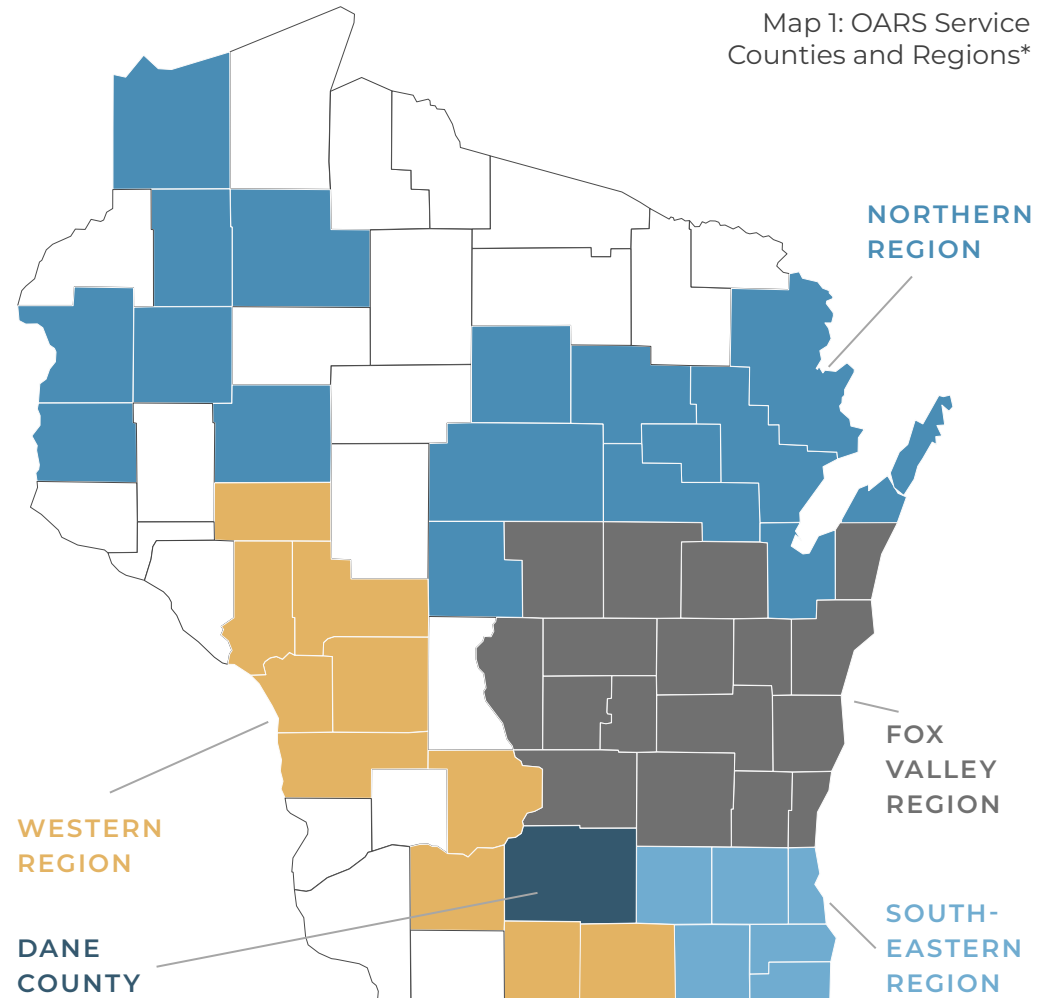 Map 1: OARS Service
Counties and Regions*
NORTHERN
REGION
FOX
VALLEY
REGION
WESTERN
REGION
SOUTH-
EASTERN
REGION
DANE
COUNTY